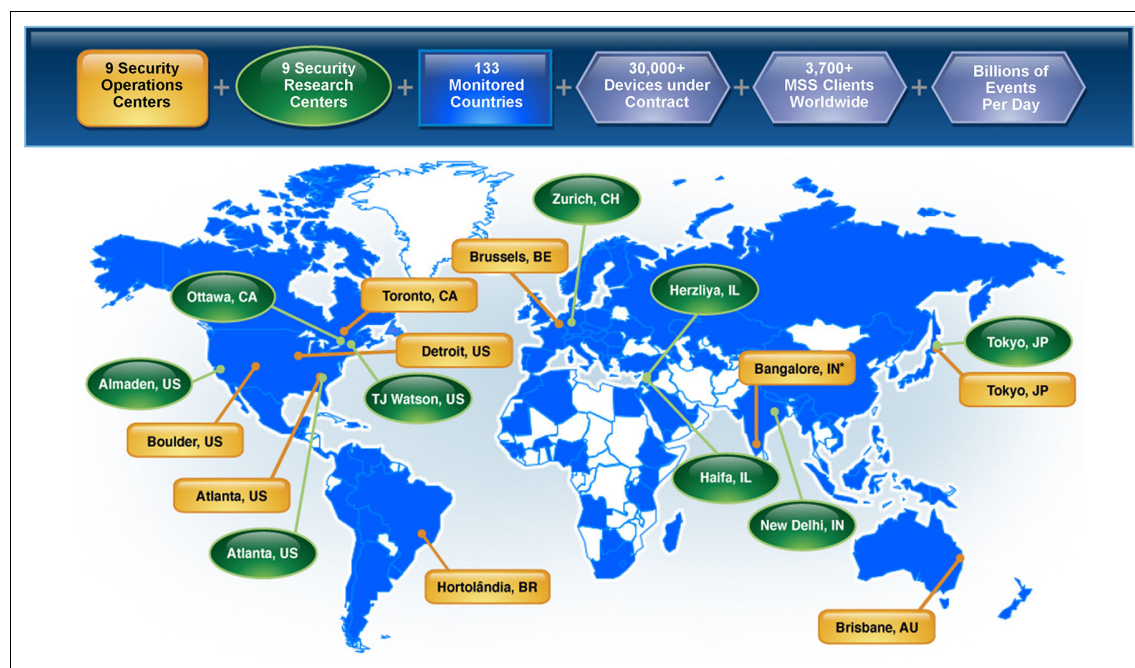 9 Security
Operations
Centers
+
9 Security
Research
Centers
+
133
Monitored
Countries
+
30,000+
Devices under
Contract
+
3,700+
MSS Clients
Worldwide
+
Billions of
Events
Per Day
Zurich, CH
Brussels, BE
Herzliya, IL
Ottawa, CA
Toronto, CA
Detroit, US
Tokyo, JP
Bangalore, IN*
Almaden, US
TJ Watson, US
Tokyo, JP
Boulder, US
Haifa, IL
Atlanta, US
New Delhi, IN
Atlanta, US
Hortolândia, BR
Brisbane, AU